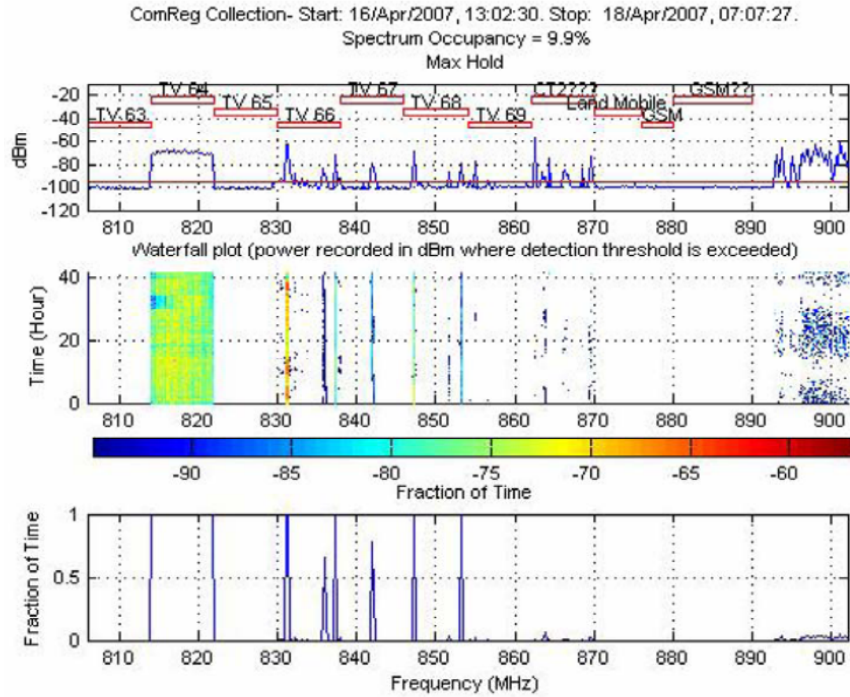 ComReg Collection- Start: 16/Apr/2007, 13:02:30. Stop: 18/Apr/2007, 07:07:27.
Spectrum Occupancy = 9.9%
Max Hold
TV 64 TV 67 CT2???? GSM??
TV 65 TV 68 Land Mobile
TV 63 TV 66 TV 69 GSM
dBm
-20
-40
-60
-80
-100
-120
810 820 830 840 850 860 870 880 890 900
Waterfall plot (power recorded in dBm where detection threshold is exceeded)
Time (Hour)
40
20
0
810 820 830 840 850 860 870 880 890 900
-90 -85 -80 -75 -70 -65 -60
Fraction of Time
Fraction of Time
1
0.5
0
810 820 830 840 850 860 870 880 890 900
Frequency (MHz)